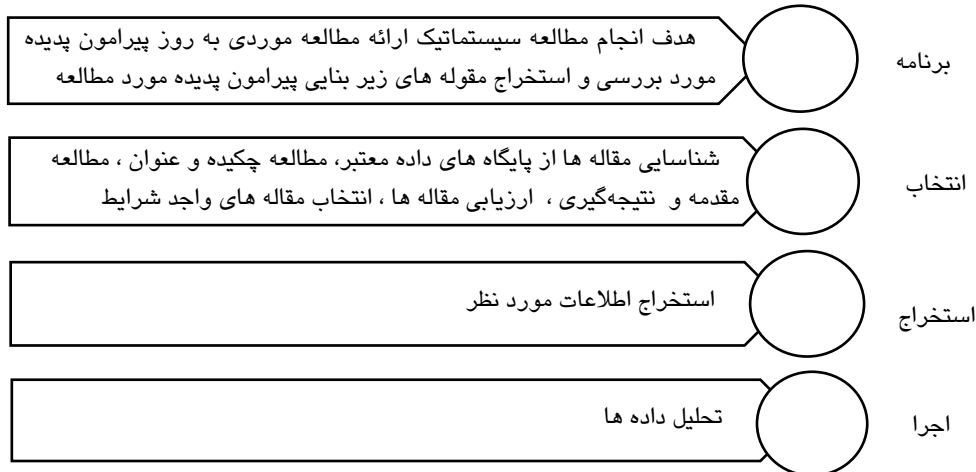 برنامه
هدف انجام مطالعه سیستماتیک ارائه مطالعه موردی به روز پیرامون پدیده
مورد بررسی و استخراج مقوله های زیر بنایی پیرامون پدیده مورد مطالعه
انتخاب
شناسایی مقاله ها از پایگاه های داده معتبر، مطالعه چکیده و عنوان ، مطالعه
مقدمه و نتیجه‌گیری ، ارزیابی مقاله ها ، انتخاب مقاله های واجد شرایط
استخراج
استخراج اطلاعات مورد نظر
اجرا
تحلیل داده ها